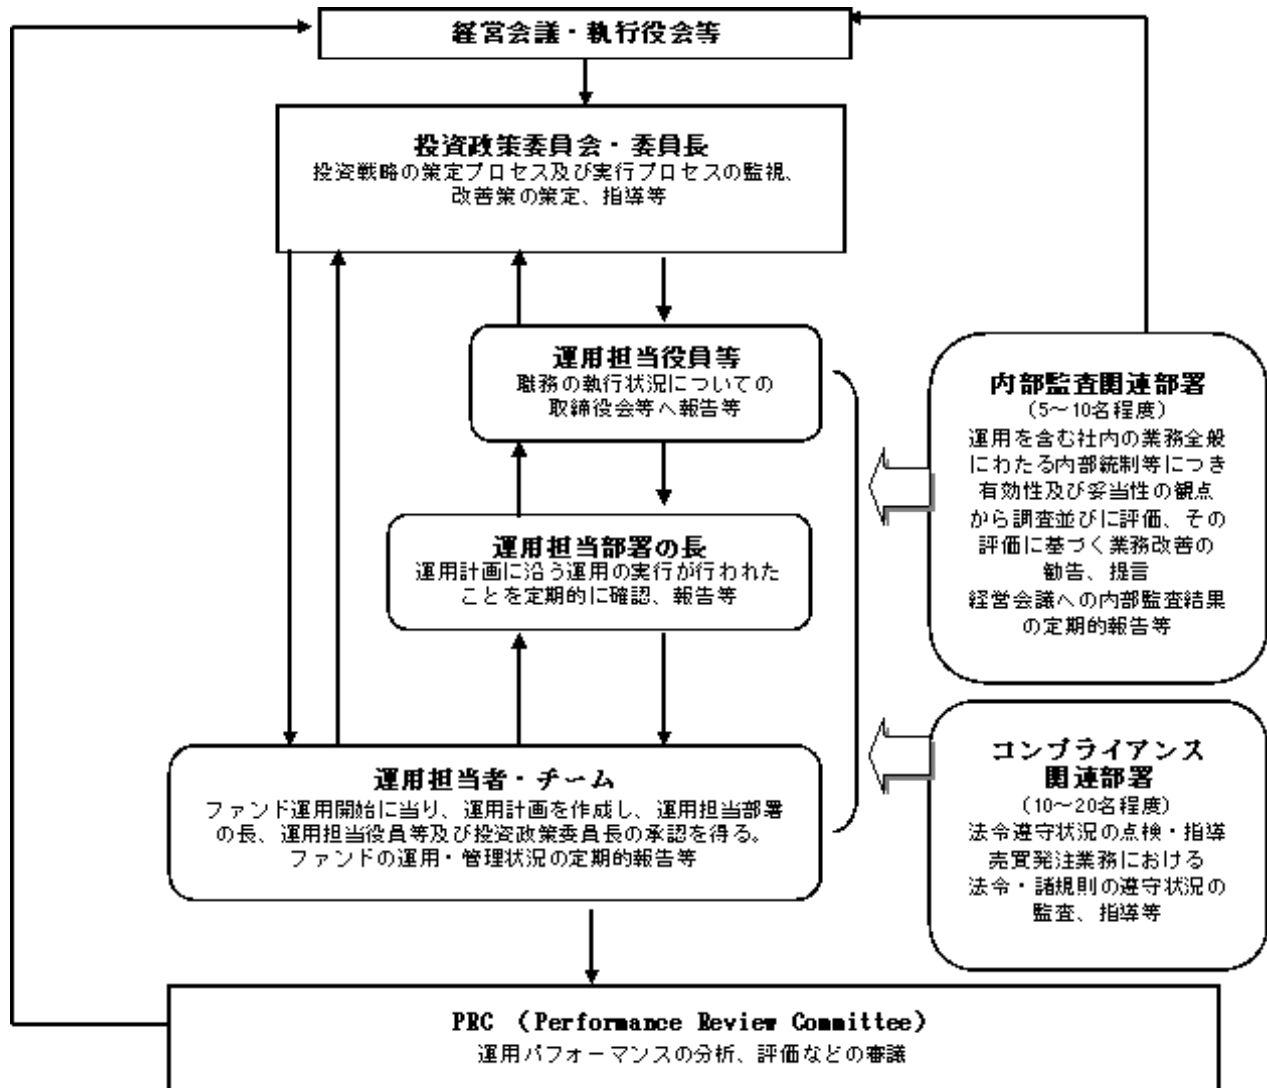 経営会議・執行役会等
投資政策委員会・委員長
投資戦略の策定プロセス及び実行プロセスの監視、
改善策の策定、指導等
運用担当役員等
職務の執行状況についての
取締役会等へ報告等
運用担当部署の長
運用計画に沿う運用の実行が行われた
ことを定期的に確認、報告等
運用担当者・チーム
ファンド運用開始に当り、運用計画を作成し、運用担当部署
の長、運用担当役員等及び投資政策委員長の承認を得る。
ファンドの運用・管理状況の定期的報告等
内部監査関連部署
（5～10名程度）
運用を含む社内の業務全般
にわたる内部統制等につき
有効性及び妥当性の観点
から調査並びに評価、その
評価に基づく業務改善の
勧告、提言
経営会議への内部監査結果
の定期的報告等
コンプライアンス
関連部署
（10～20名程度）
法令遵守状況の点検・指導
売買発注業務における
法令・諸規則の遵守状況の
監査、指導等
PRC （Performance Review Committee）
運用パフォーマンスの分析、評価などの審議